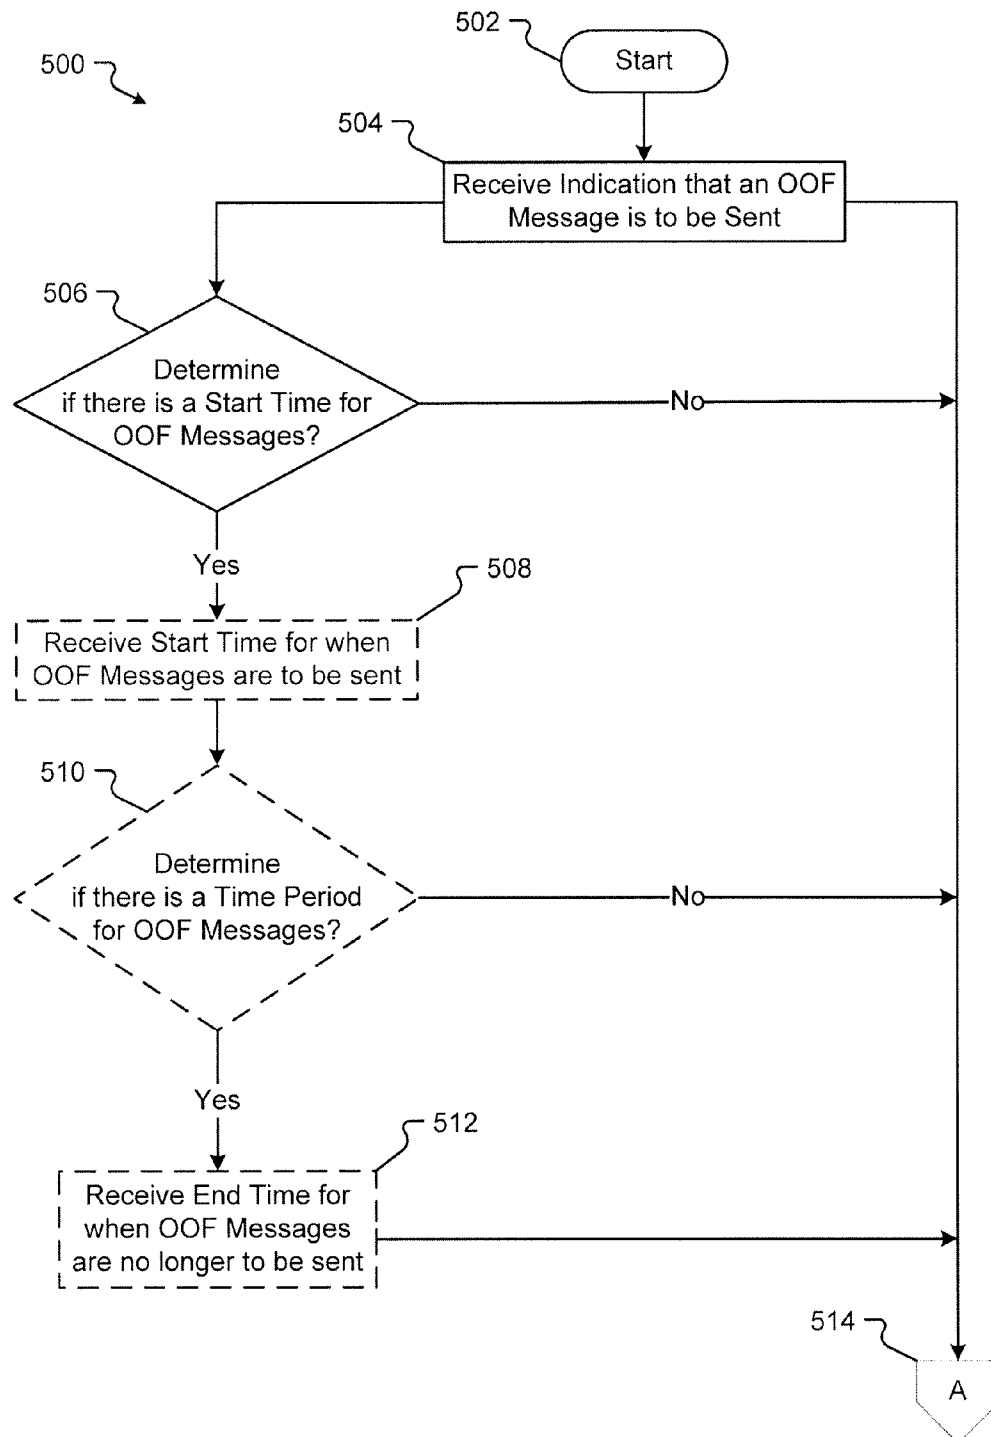 502
Start
500
504
Receive Indication that an OOF
Message is to be Sent
506
Determine
if there is a Start Time for
OOF Messages?
No
Yes
508
Receive Start Time for when
OOF Messages are to be sent
510
Determine
if there is a Time Period
for OOF Messages?
No
Yes
512
Receive End Time for
when OOF Messages
are no longer to be sent
514
A